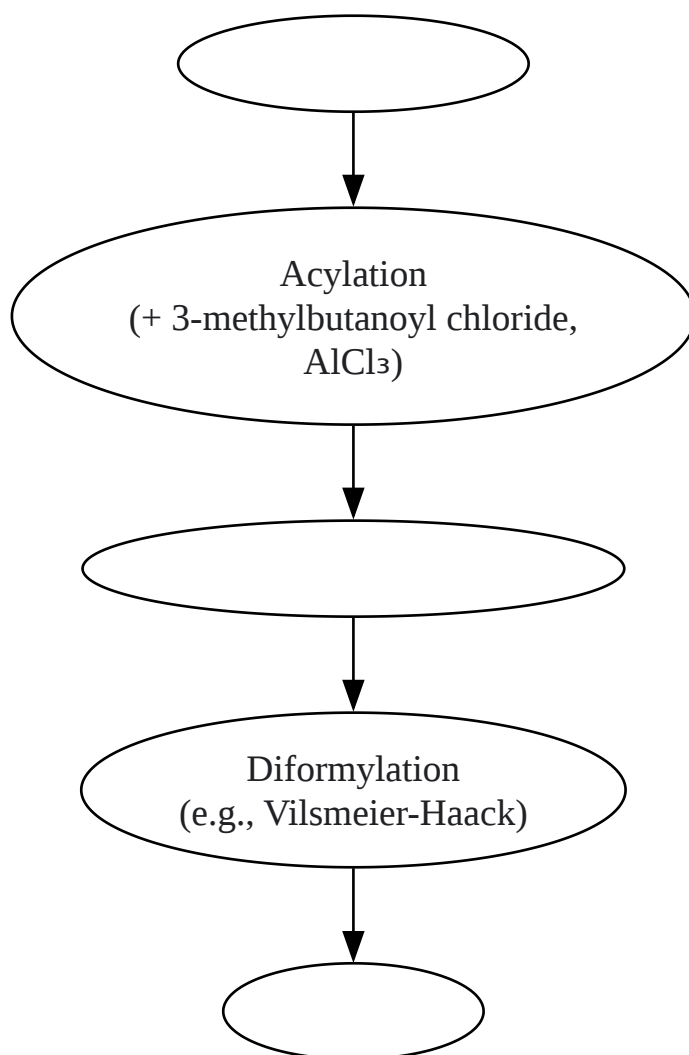 Acylation
(+ 3-methylbutanoyl chloride,
AlCl₃)
Diformylation
(e.g., Vilsmeier-Haack)